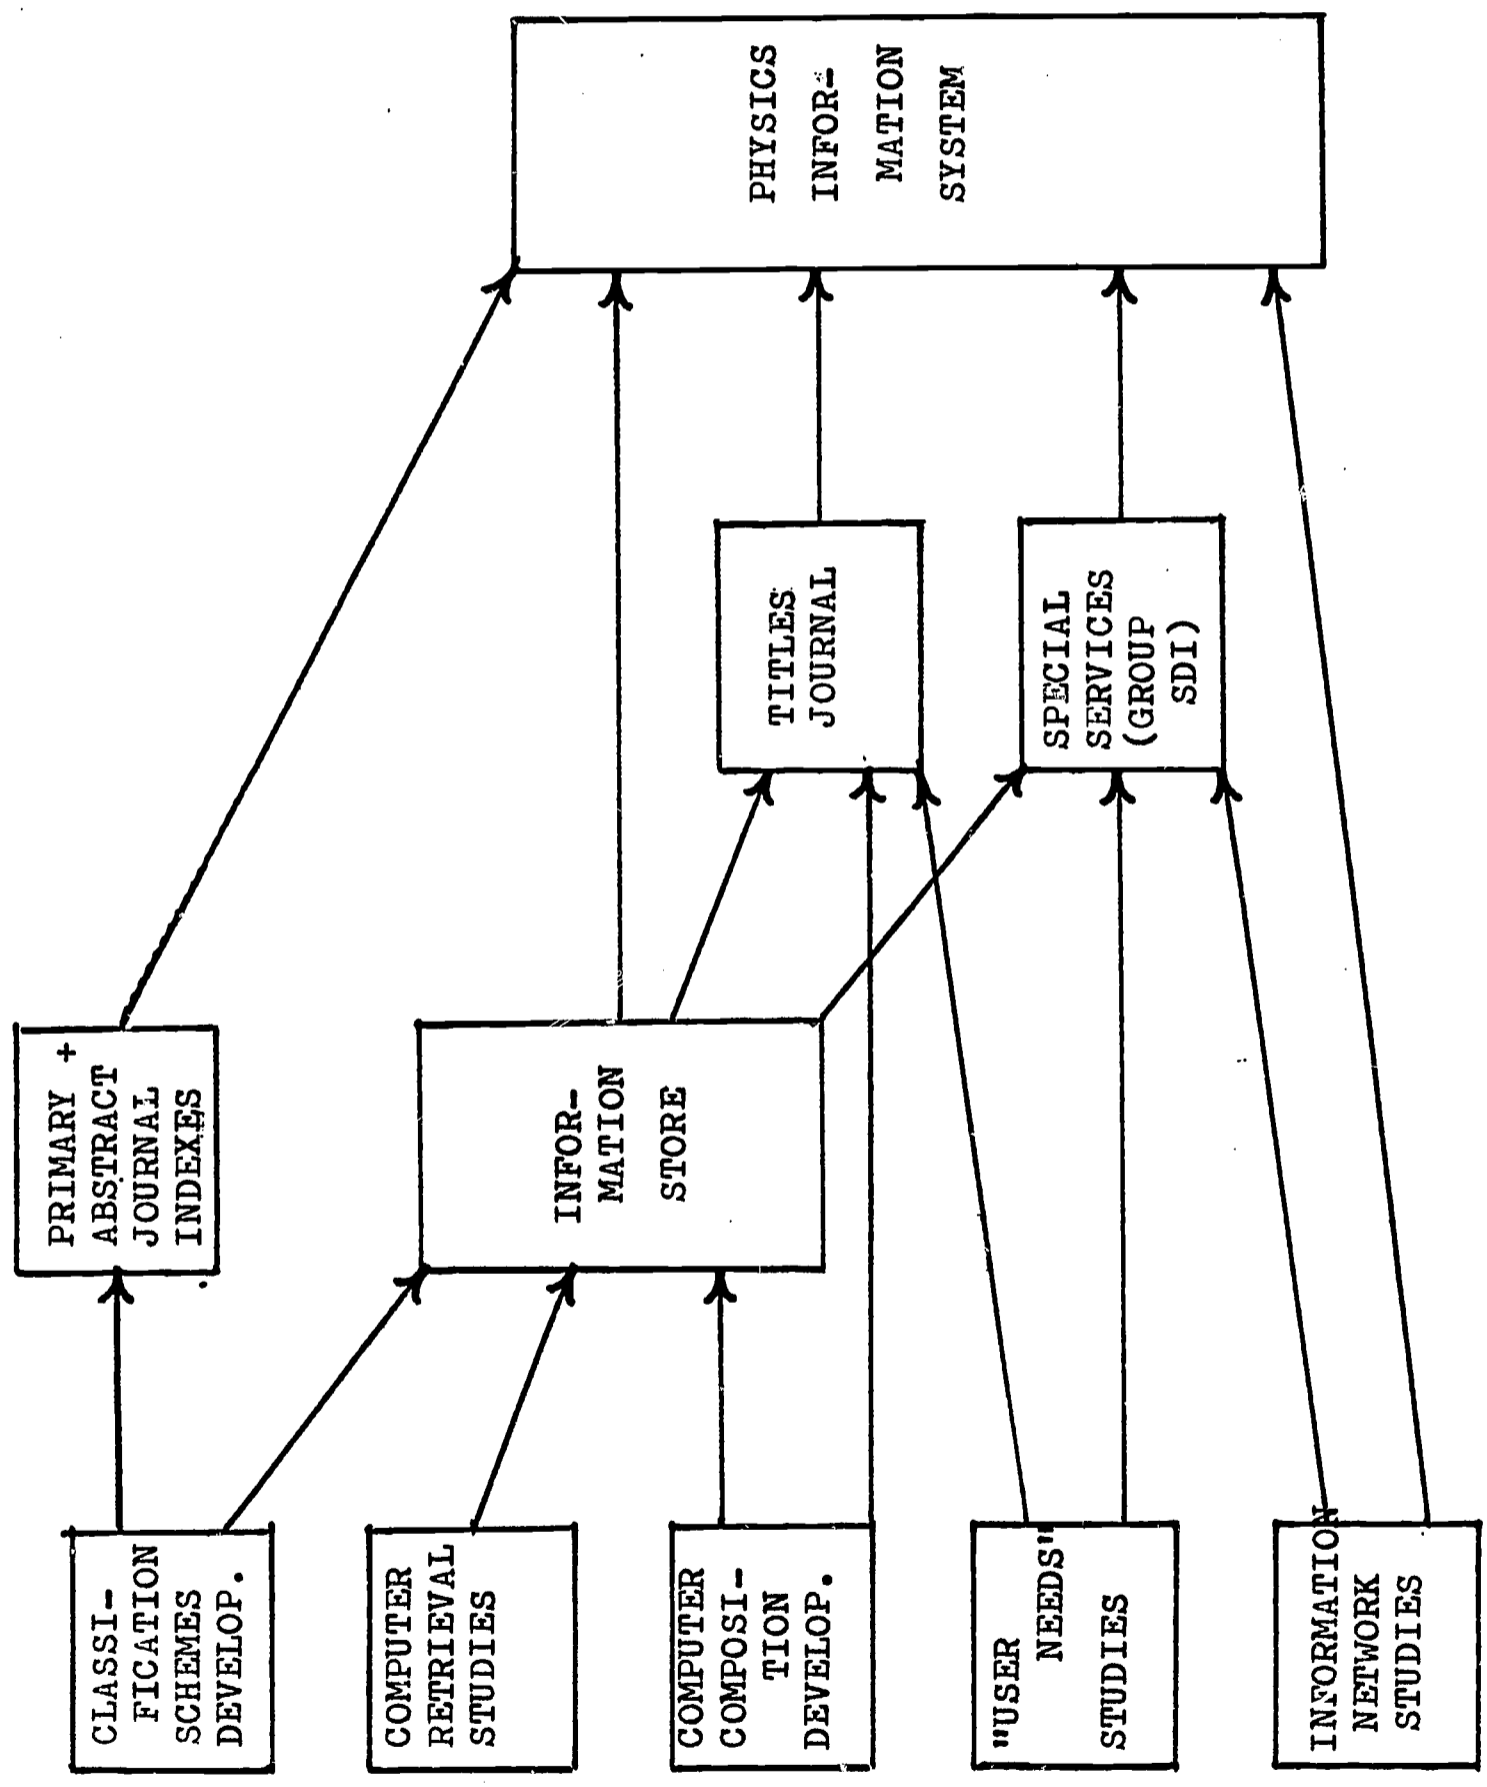 CLASSI-
FICATION
SCHEMES
DEVELOP.
COMPUTER
RETRIEVAL
STUDIES
COMPUTER
COMPOSI-
TION
DEVELOP.
"USER
NEEDS"
STUDIES
INFORMATION
NETWORK
STUDIES
PRIMARY +
ABSTRACT
JOURNAL
INDEXES
INFOR-
MATION
STORE
TITLES
JOURNAL
SPECIAL
SERVICES
(GROUP
SDI)
PHYSICS
INFOR-
MATION
SYSTEM